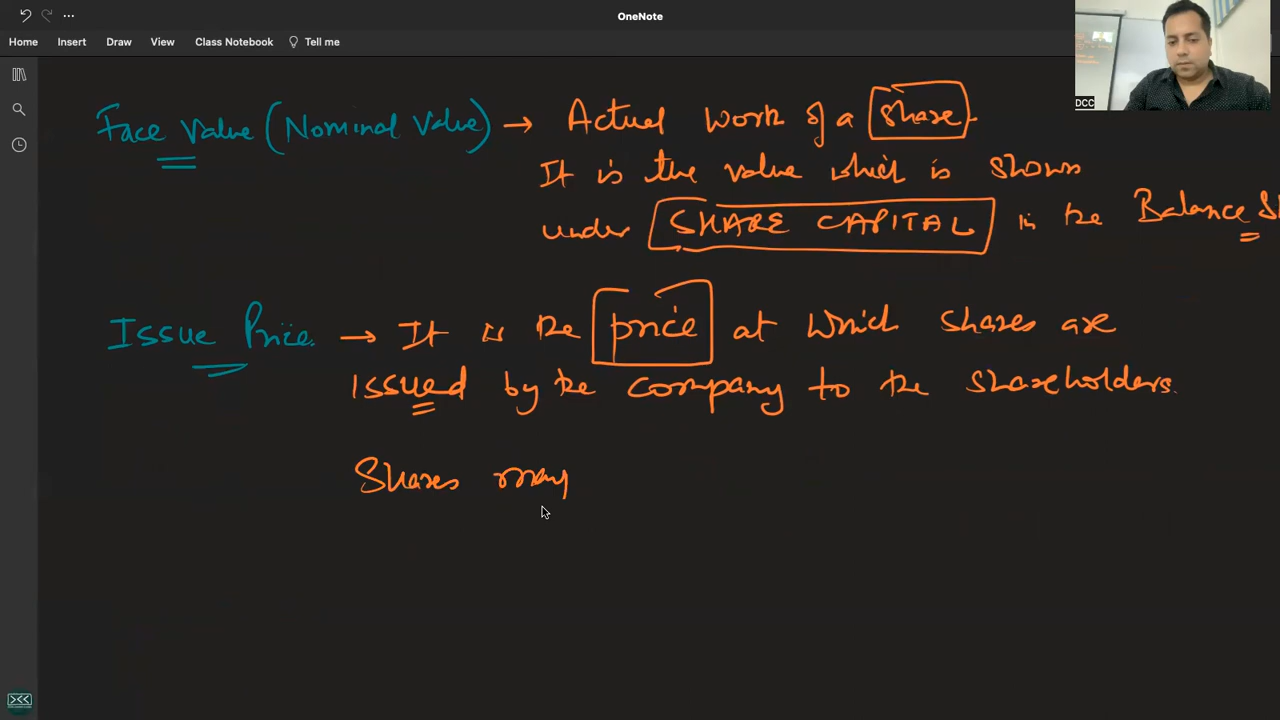 OneNote
Home Insert Draw View Class Notebook Tell me
DCC
Face Value (Nominal Value) → Actual Work of a Share.
It is the value which is shown
under SHARE CAPITAL in the Balance S
Issue Price. → It is the price at which shares are
issued by the company to the shareholders.
Shares may